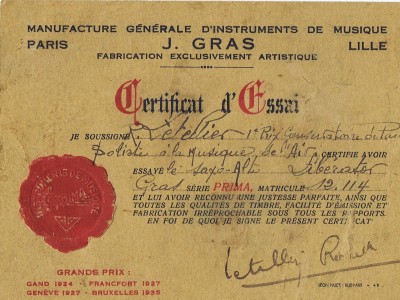 MANUFACTURE GÉNÉRALE D'INSTRUMENTS DE MUSIQUE
PARIS J. GRAS LILLE
FABRICATION EXCLUSIVEMENT ARTISTIQUE
Certificat d'Essai
JE SOUSSIGNÉ Letellier 1er Prix Conservatoire de
Soliste à la Musique de l'Air CERTIFIE AVOIR
ESSAYÉ le Saxo-Alto Liberator
Gras SÉRIE PRIMA, MATRICULE 12.114
ET LUI AVOIR RECONNU UNE JUSTESSE PARFAITE, AINSI QUE
TOUTES LES QUALITÉS DE TIMBRE, FACILITÉ D'ÉMISSION ET
FABRICATION IRRÉPROCHABLE SOUS TOUS LES RAPPORTS.
EN FOI DE QUOI JE SIGNE LE PRÉSENT CERTIFICAT
GRANDS PRIX :
GAND 1924 - FRANCFORT 1927
GENÈVE 1927 - BRUXELLES 1935